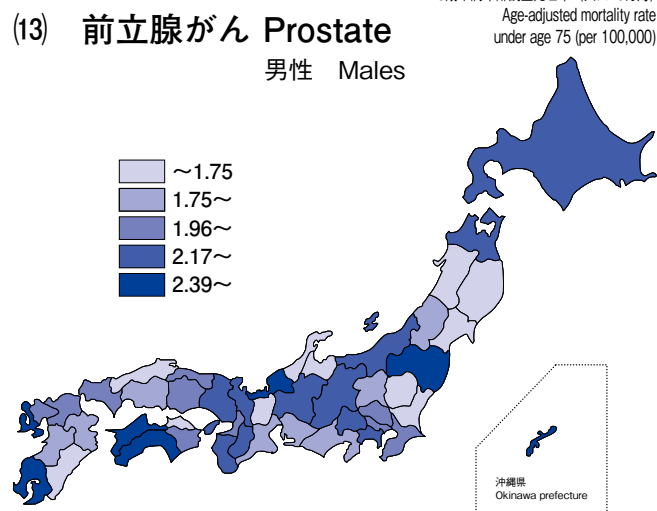 ⒀ 前立腺がん Prostate
男性 Males
Age-adjusted mortality rate
under age 75 (per 100,000)
～1.75
1.75～
1.96～
2.17～
2.39～
沖縄県
Okinawa prefecture